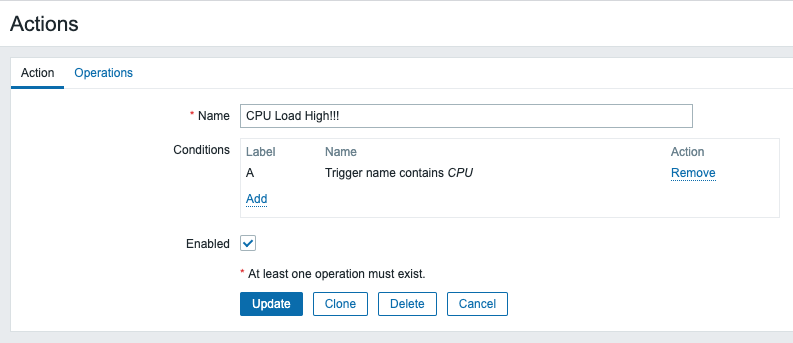 Actions
Action Operations
* Name CPU Load High!!!
Conditions Label Name Action
A Trigger name contains CPU Remove
Add
Enabled
* At least one operation must exist.
Update Clone Delete Cancel